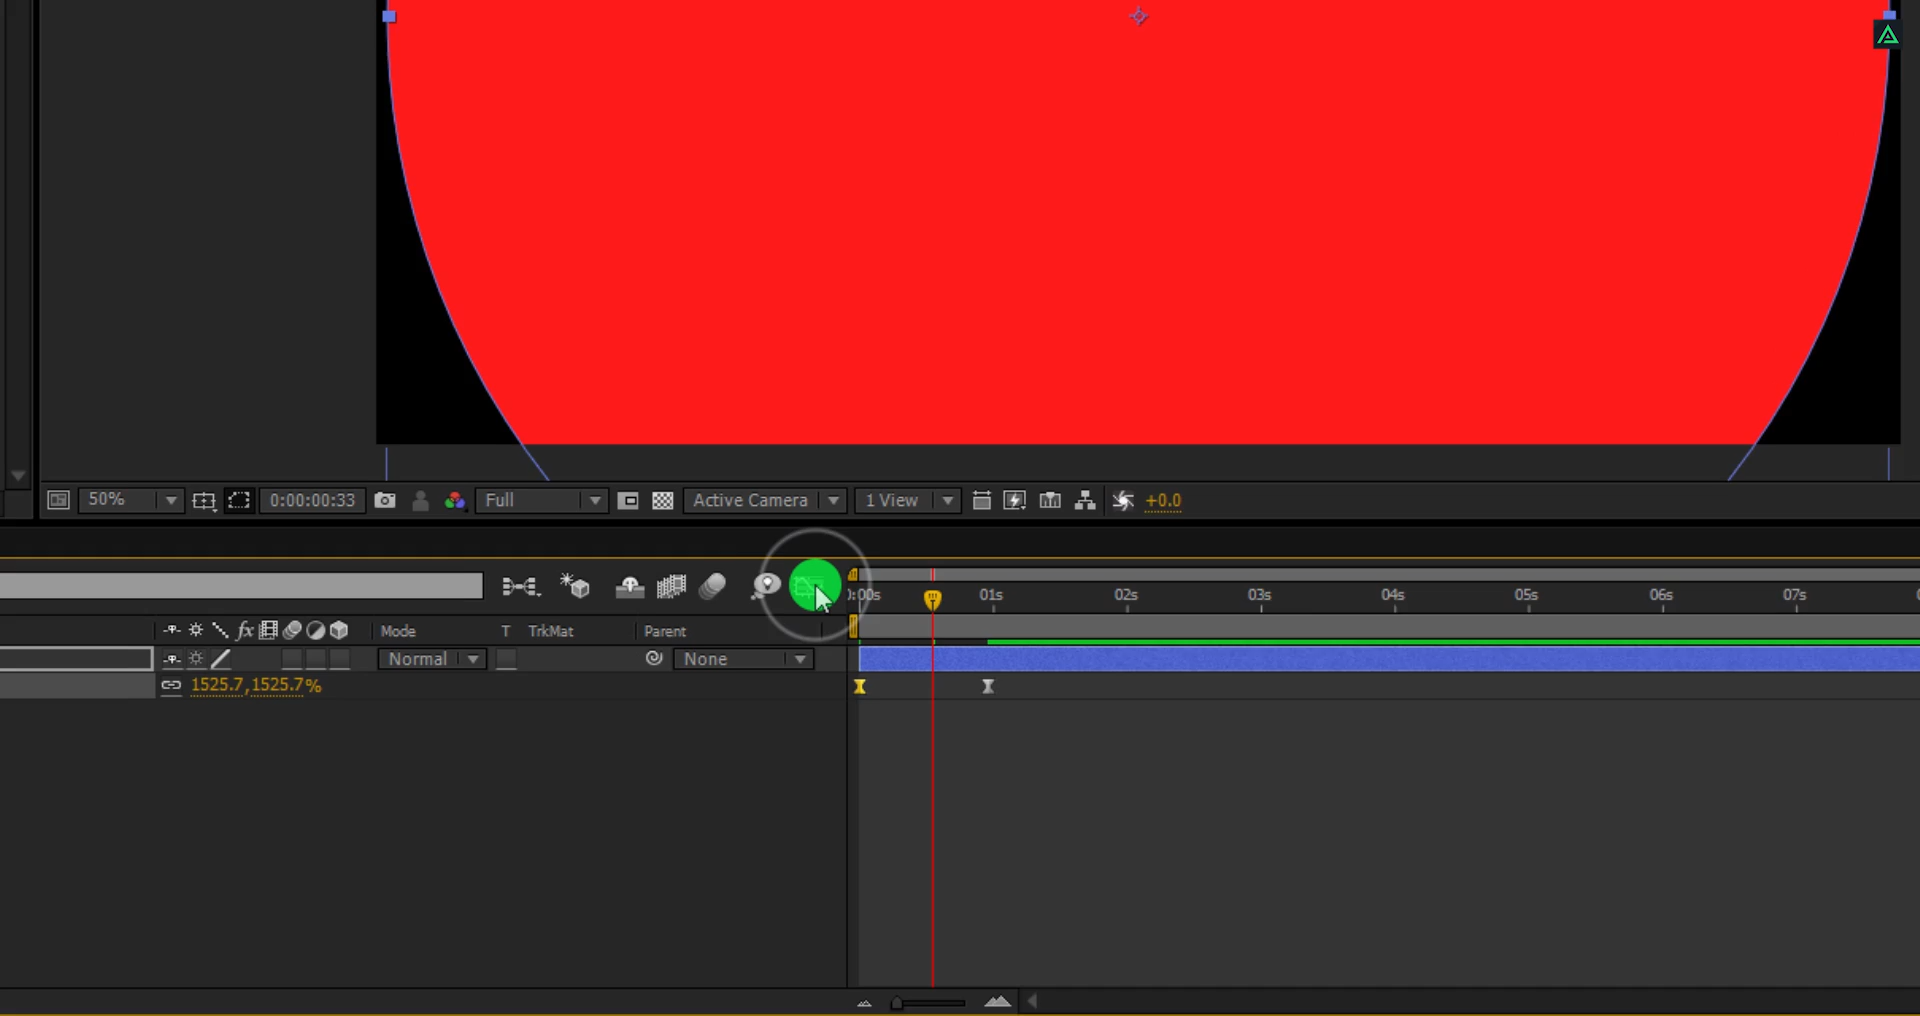 50% 0:00:00:33 Full Active Camera 1 View +0.0
:00s 01s 02s 03s 04s 05s 06s 07s
fx Mode T TrkMat Parent
Normal None
1525.7,1525.7%